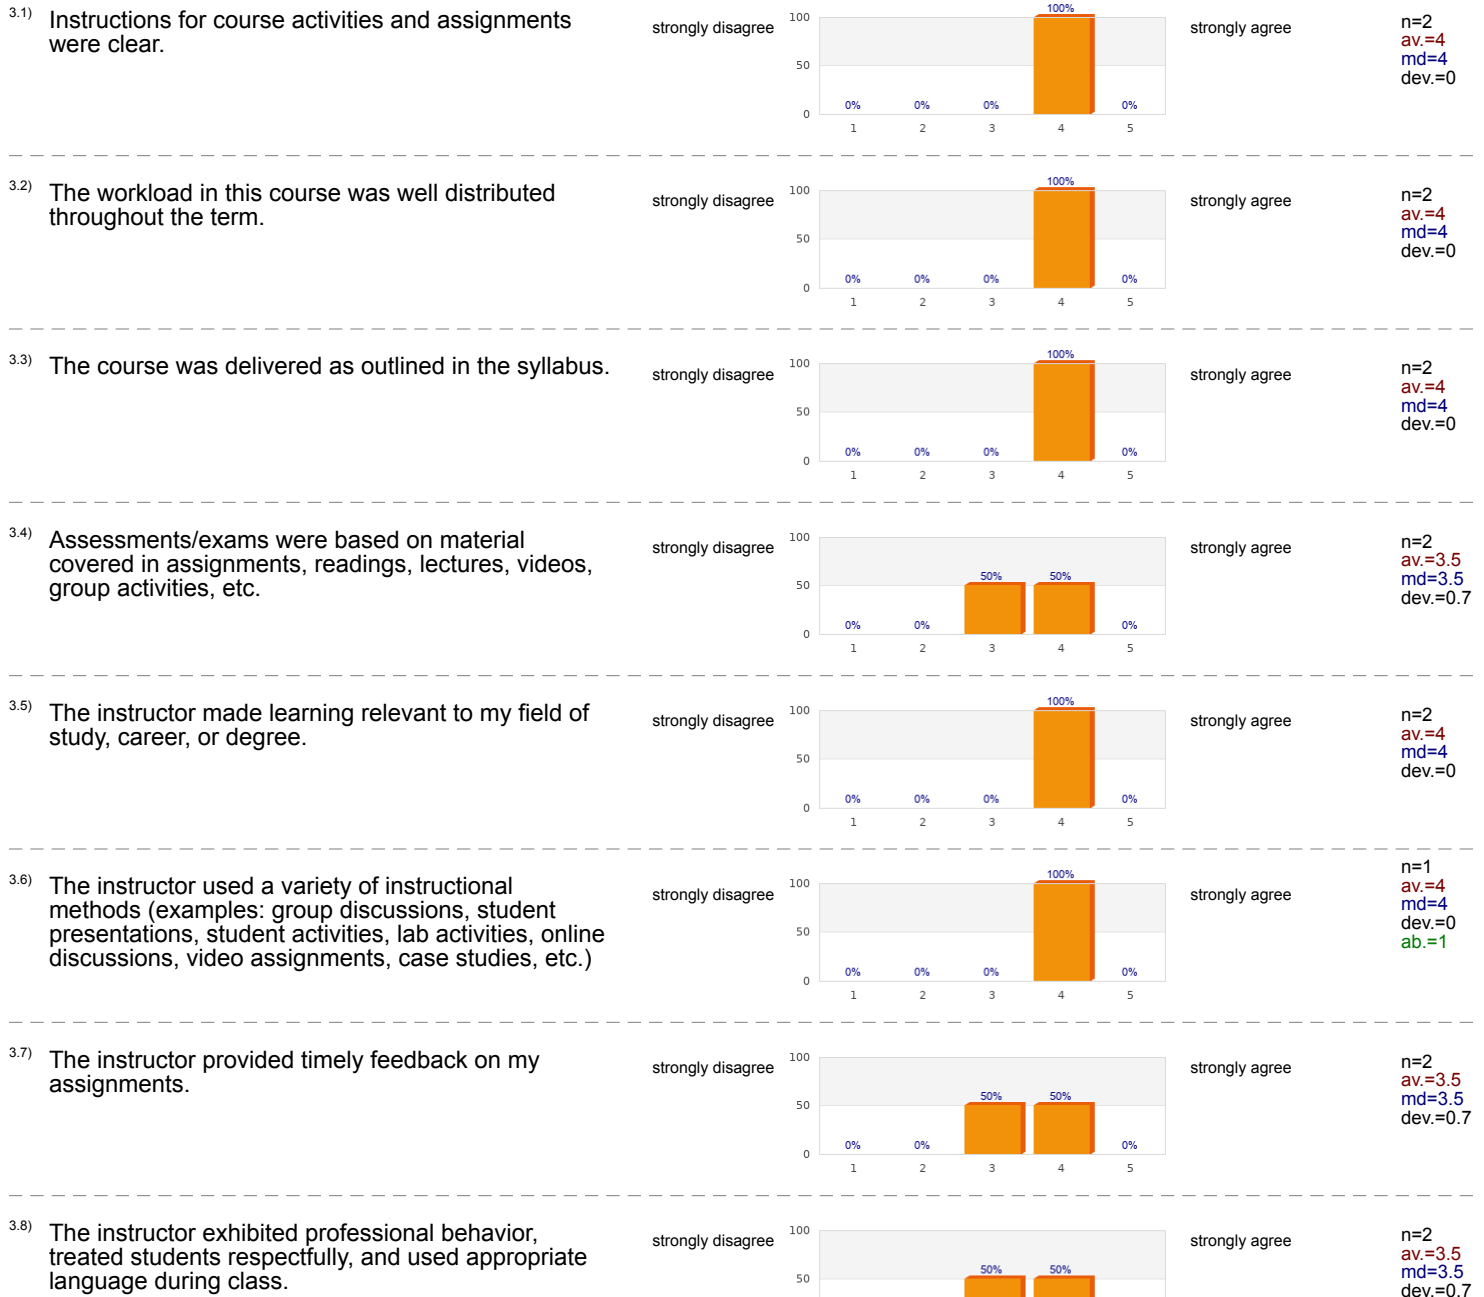 3.1) Instructions for course activities and assignments
were clear.
strongly disagree
100
50
0
0% 0% 0% 100% 0%
1 2 3 4 5
strongly agree
n=2
av.=4
md=4
dev.=0
3.2) The workload in this course was well distributed
throughout the term.
strongly disagree
100
50
0
0% 0% 0% 100% 0%
1 2 3 4 5
strongly agree
n=2
av.=4
md=4
dev.=0
3.3) The course was delivered as outlined in the syllabus.
strongly disagree
100
50
0
0% 0% 0% 100% 0%
1 2 3 4 5
strongly agree
n=2
av.=4
md=4
dev.=0
3.4) Assessments/exams were based on material
covered in assignments, readings, lectures, videos,
group activities, etc.
strongly disagree
100
50
0
0% 0% 50% 50% 0%
1 2 3 4 5
strongly agree
n=2
av.=3.5
md=3.5
dev.=0.7
3.5) The instructor made learning relevant to my field of
study, career, or degree.
strongly disagree
100
50
0
0% 0% 0% 100% 0%
1 2 3 4 5
strongly agree
n=2
av.=4
md=4
dev.=0
3.6) The instructor used a variety of instructional
methods (examples: group discussions, student
presentations, student activities, lab activities, online
discussions, video assignments, case studies, etc.)
strongly disagree
100
50
0
0% 0% 0% 100% 0%
1 2 3 4 5
strongly agree
n=1
av.=4
md=4
dev.=0
ab.=1
3.7) The instructor provided timely feedback on my
assignments.
strongly disagree
100
50
0
0% 0% 50% 50% 0%
1 2 3 4 5
strongly agree
n=2
av.=3.5
md=3.5
dev.=0.7
3.8) The instructor exhibited professional behavior,
treated students respectfully, and used appropriate
language during class.
strongly disagree
100
50
50% 50%
strongly agree
n=2
av.=3.5
md=3.5
dev.=0.7